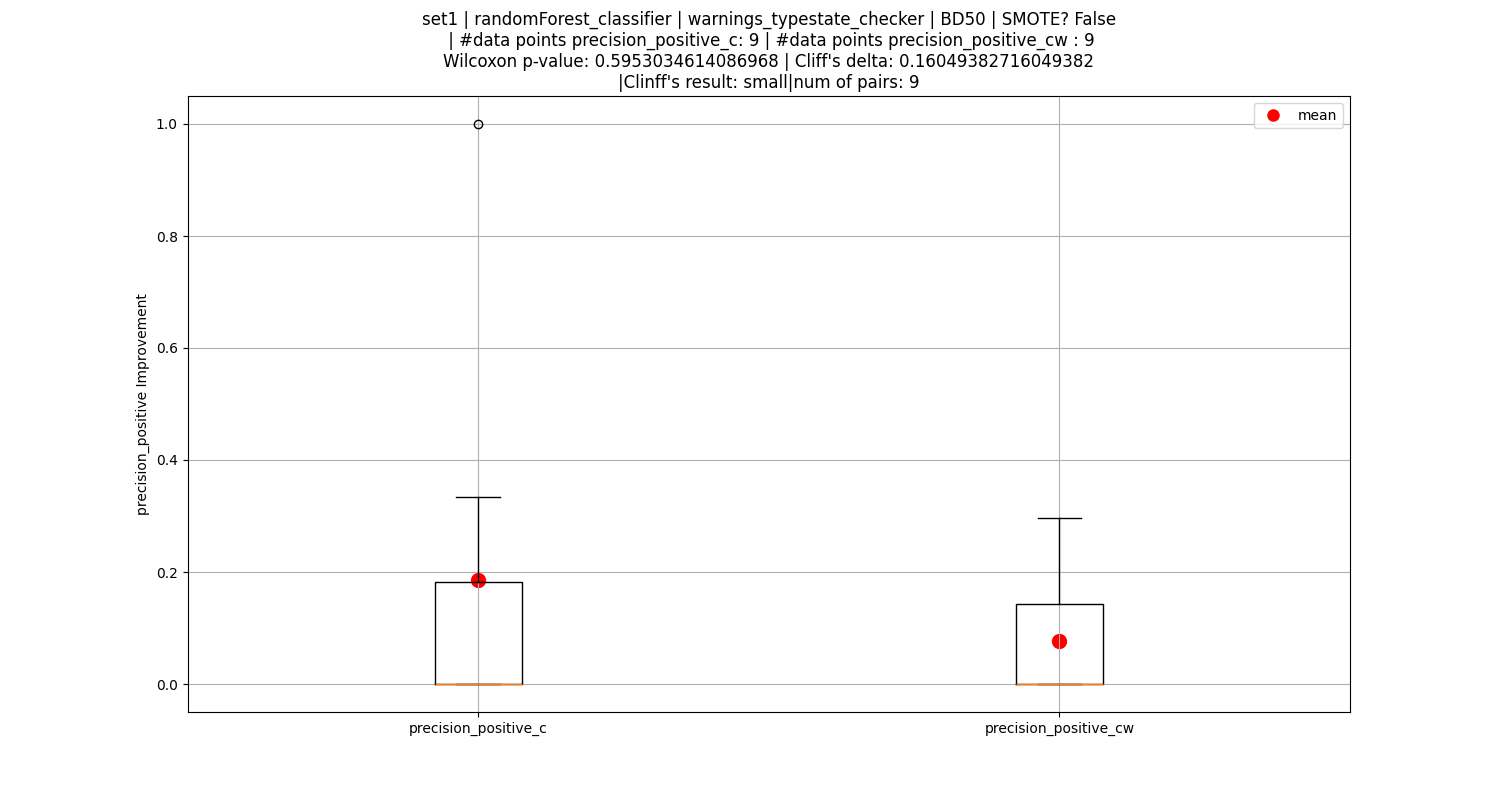 set1 | randomForest_classifier | warnings_typestate_checker | BD50 | SMOTE? False
| #data points precision_positive_c: 9 | #data points precision_positive_cw : 9
Wilcoxon p-value: 0.5953034614086968 | Cliff's delta: 0.16049382716049382
|Clinff's result: small|num of pairs: 9
mean
1.0
0.8
0.6
0.4
0.2
0.0
precision_positive Improvement
precision_positive_c
precision_positive_cw